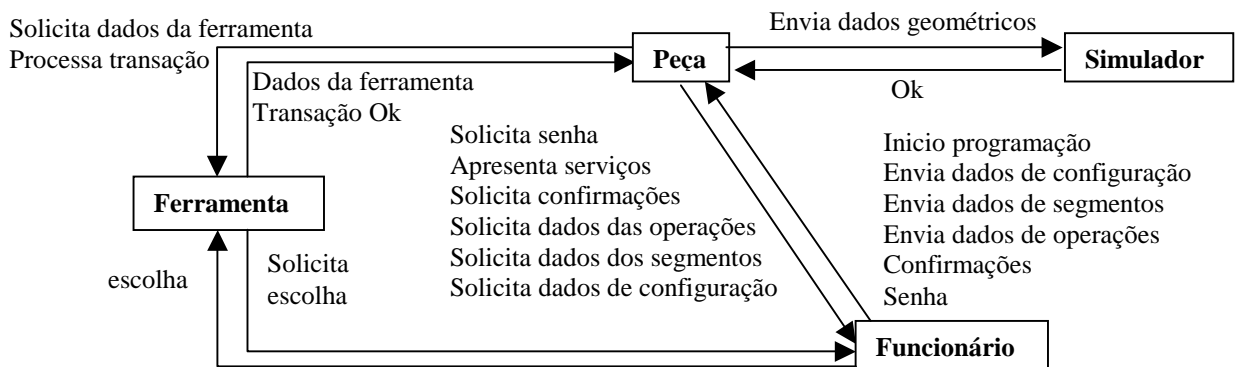 Solicita dados da ferramenta
Processa transação
Envia dados geométricos
Peça
Simulador
Dados da ferramenta
Transação Ok
Ok
Solicita senha
Apresenta serviços
Solicita confirmações
Solicita dados das operações
Solicita dados dos segmentos
Solicita dados de configuração
Inicio programação
Envia dados de configuração
Envia dados de segmentos
Envia dados de operações
Confirmações
Senha
Ferramenta
escolha
Solicita
escolha
Funcionário